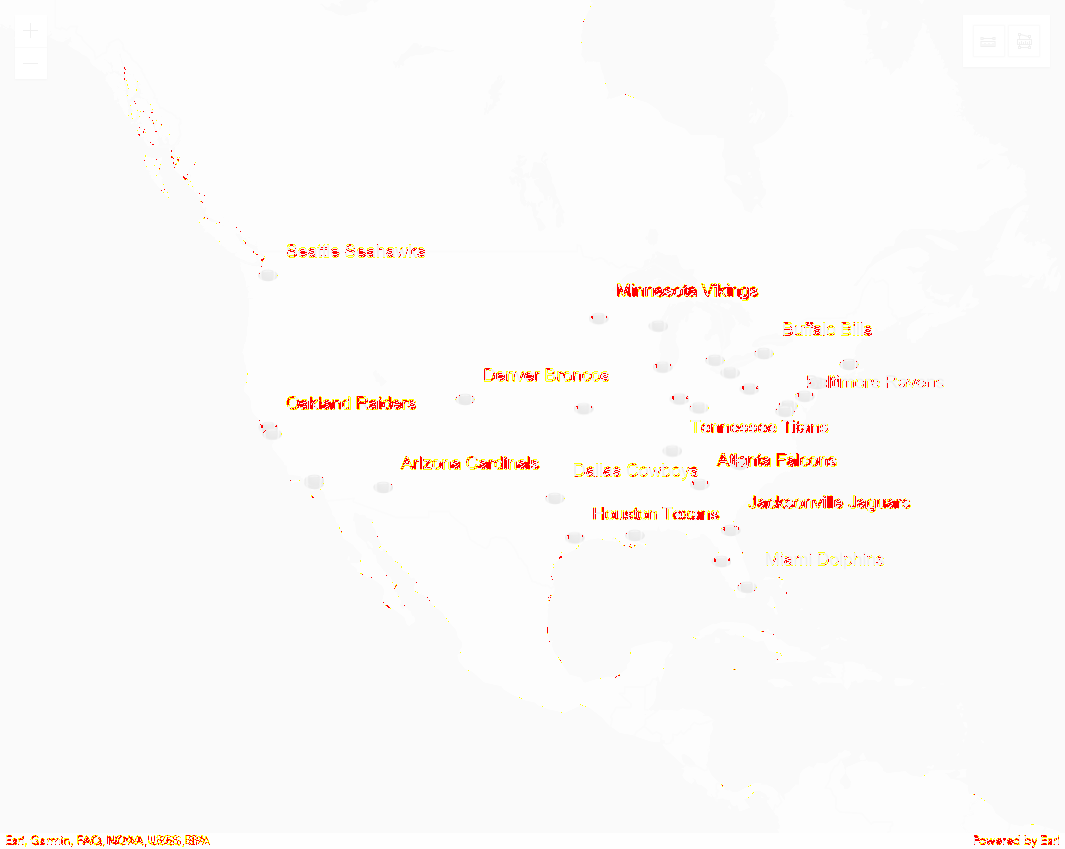 Seattle Seahawks
Minnesota Vikings
Buffalo Bills
Denver Broncos
Baltimore Ravens
Oakland Raiders
Tennessee Titans
Arizona Cardinals
Atlanta Falcons
Dallas Cowboys
Jacksonville Jaguars
Houston Texans
Miami Dolphins
Esri, Garmin, FAO, NOAA, USGS, EPA
Powered by Esri